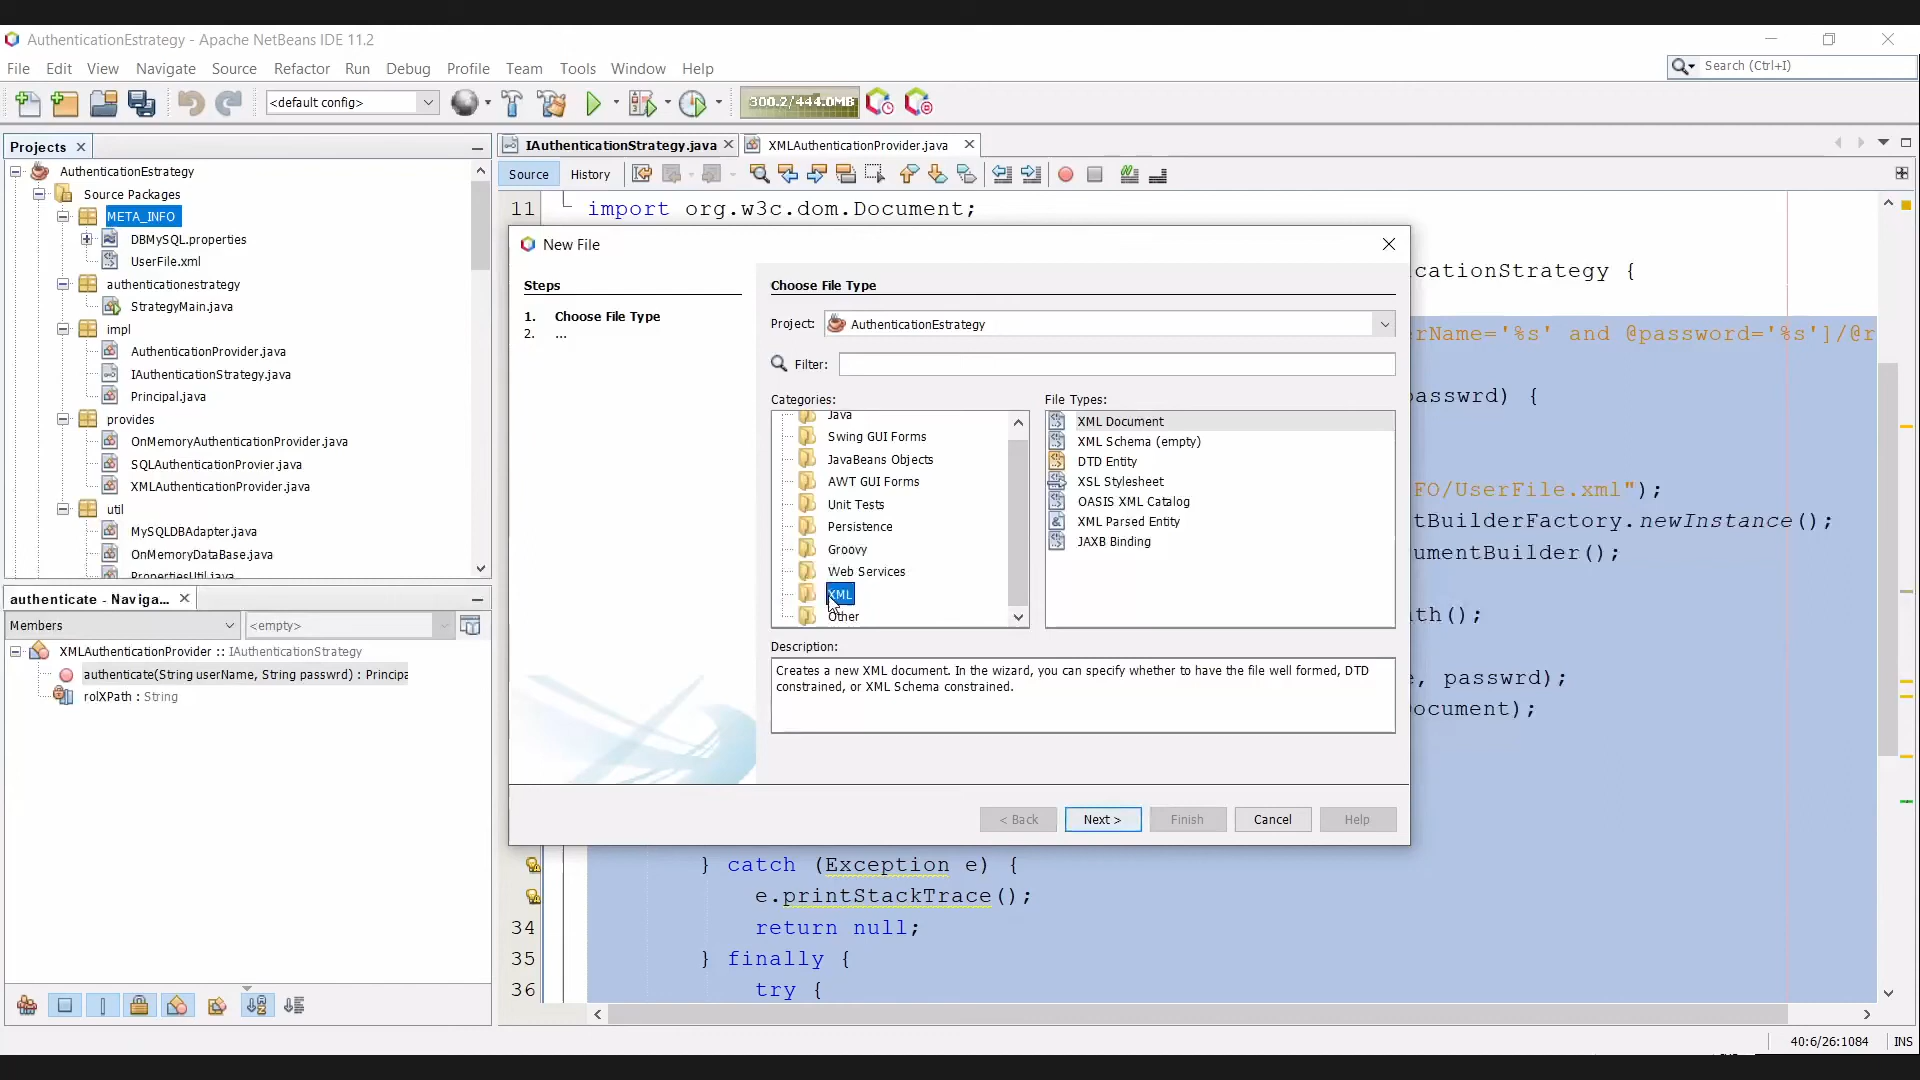 AuthenticationEstrategy - Apache NetBeans IDE 11.2
File Edit View Navigate Source Refactor Run Debug Profile Team Tools Window Help
Search (Ctrl+I)
<default config>
300.2/444.0MB
Projects
AuthenticationEstrategy
Source Packages
META_INFO
DBMySQL.properties
UserFile.xml
authenticationestrategy
StrategyMain.java
impl
AuthenticationProvider.java
IAuthenticationStrategy.java
Principal.java
provides
OnMemoryAuthenticationProvider.java
SQLAuthenticationProvier.java
XMLAuthenticationProvider.java
util
MySQLDBAdapter.java
OnMemoryDataBase.java
PropertiesUtil.java
authenticate - Naviga...
Members
<empty>
XMLAuthenticationProvider :: IAuthenticationStrategy
authenticate(String userName, String passwrd) : Principa
rolXPath : String
IAuthenticationStrategy.java
XMLAuthenticationProvider.java
Source
History
11 import org.w3c.dom.Document;
cationStrategy {
rName='%s' and @password='%s']/@r
asswrd) {
FO/UserFile.xml");
tBuilderFactory.newInstance();
umentBuilder();
th();
e, passwrd);
ocument);
} catch (Exception e) {
e.printStackTrace();
34 return null;
35 } finally {
36 try {
New File
Steps
1. Choose File Type
2. ...
Choose File Type
Project: AuthenticationEstrategy
Filter:
Categories:
Java
Swing GUI Forms
JavaBeans Objects
AWT GUI Forms
Unit Tests
Persistence
Groovy
Web Services
XML
Other
File Types:
XML Document
XML Schema (empty)
DTD Entity
XSL Stylesheet
OASIS XML Catalog
XML Parsed Entity
JAXB Binding
Description:
Creates a new XML document. In the wizard, you can specify whether to have the file well formed, DTD
constrained, or XML Schema constrained.
< Back
Next >
Finish
Cancel
Help
40:6/26:1084
INS